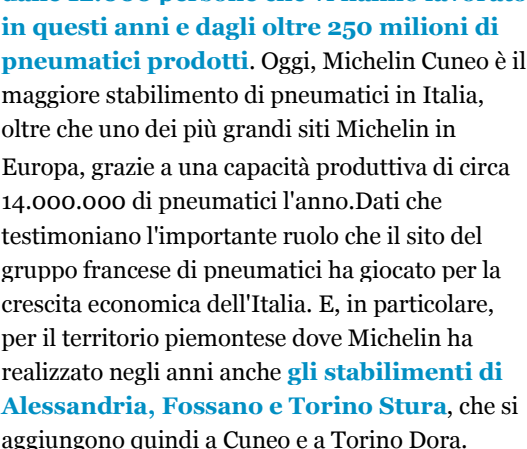 in questi anni e dagli oltre 250 milioni di
pneumatici prodotti. Oggi, Michelin Cuneo è il
maggiore stabilimento di pneumatici in Italia,
oltre che uno dei più grandi siti Michelin in
Europa, grazie a una capacità produttiva di circa
14.000.000 di pneumatici l'anno.Dati che
testimoniano l'importante ruolo che il sito del
gruppo francese di pneumatici ha giocato per la
crescita economica dell'Italia. E, in particolare,
per il territorio piemontese dove Michelin ha
realizzato negli anni anche gli stabilimenti di
Alessandria, Fossano e Torino Stura, che si
aggiungono quindi a Cuneo e a Torino Dora.